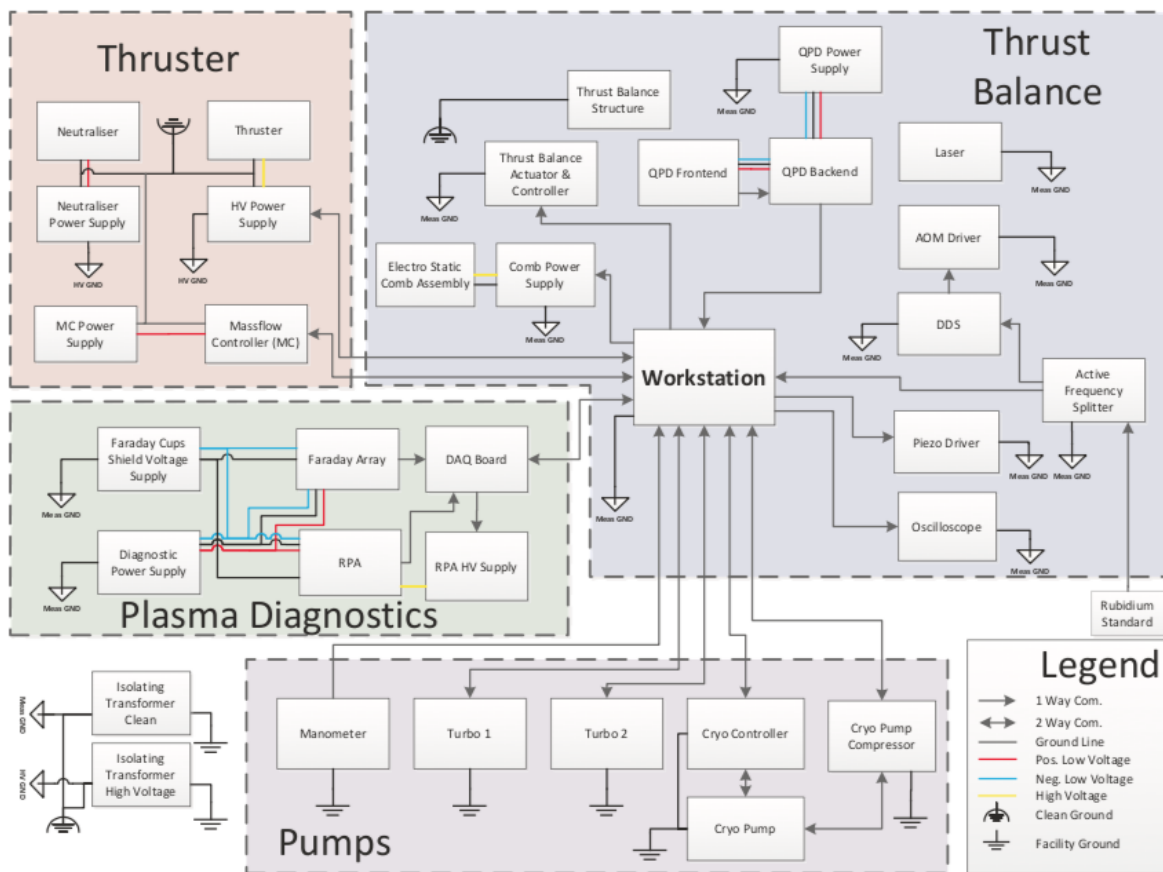 Thruster
Neutraliser
Thruster
Neutraliser
Power Supply
HV Power
Supply
HV GND
HV GND
MC Power
Supply
Massflow
Controller (MC)
Thrust
Balance
QPD Power
Supply
Meas GND
Thrust Balance
Structure
Thrust Balance
Actuator &
Controller
Meas GND
QPD Frontend
QPD Backend
Laser
Meas GND
AOM Driver
Meas GND
Electro Static
Comb Assembly
Comb Power
Supply
Meas GND
DDS
Meas GND
Workstation
Meas GND
Active
Frequency
Splitter
Meas GND
Piezo Driver
Meas GND
Oscilloscope
Meas GND
Rubidium
Standard
Faraday Cups
Shield Voltage
Supply
Meas GND
Faraday Array
DAQ Board
Diagnostic
Power Supply
Meas GND
RPA
RPA HV Supply
Plasma Diagnostics
Meas GND
Isolating
Transformer
Clean
HV GND
Isolating
Transformer
High Voltage
Manometer
Turbo 1
Turbo 2
Cryo Controller
Cryo Pump
Compressor
Cryo Pump
Pumps
Legend
1 Way Com.
2 Way Com.
Ground Line
Pos. Low Voltage
Neg. Low Voltage
High Voltage
Clean Ground
Facility Ground